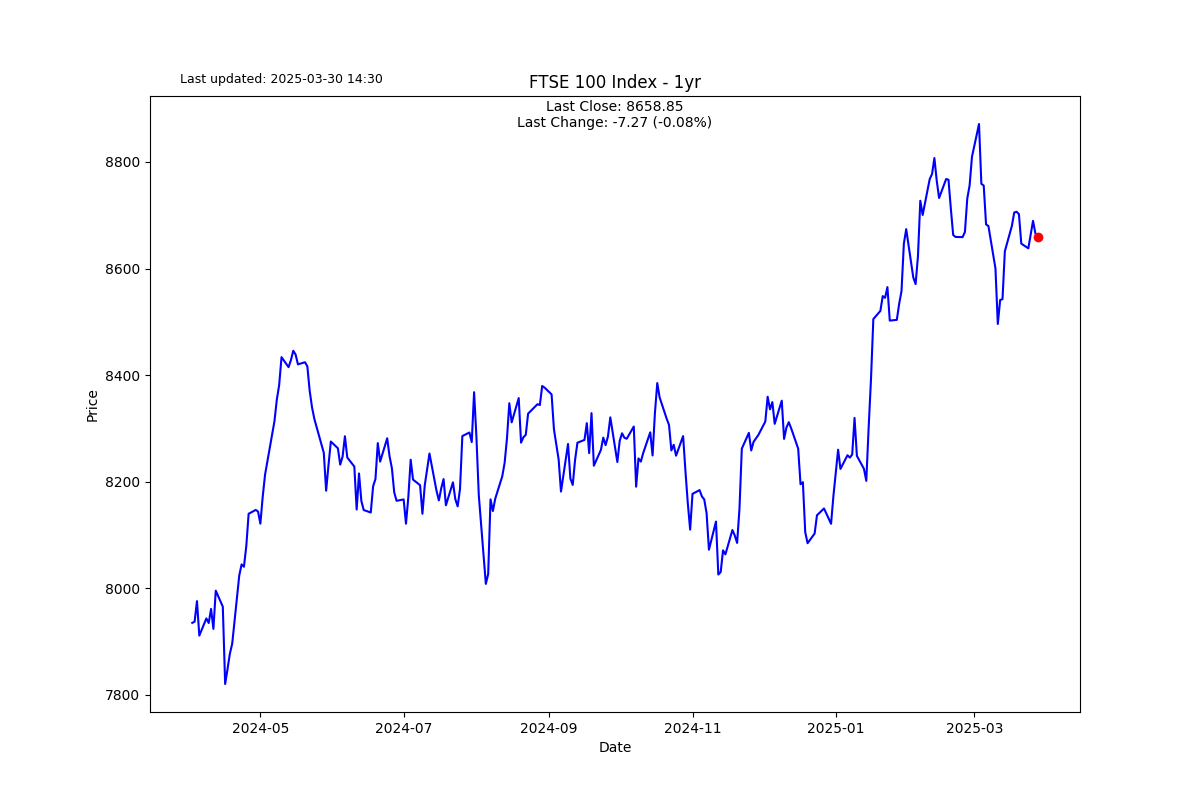 Last updated: 2025-03-30 14:30
FTSE 100 Index - 1yr
Last Close: 8658.85
Last Change: -7.27 (-0.08%)
Price
8800
8600
8400
8200
8000
7800
2024-05 2024-07 2024-09 2024-11 2025-01 2025-03
Date